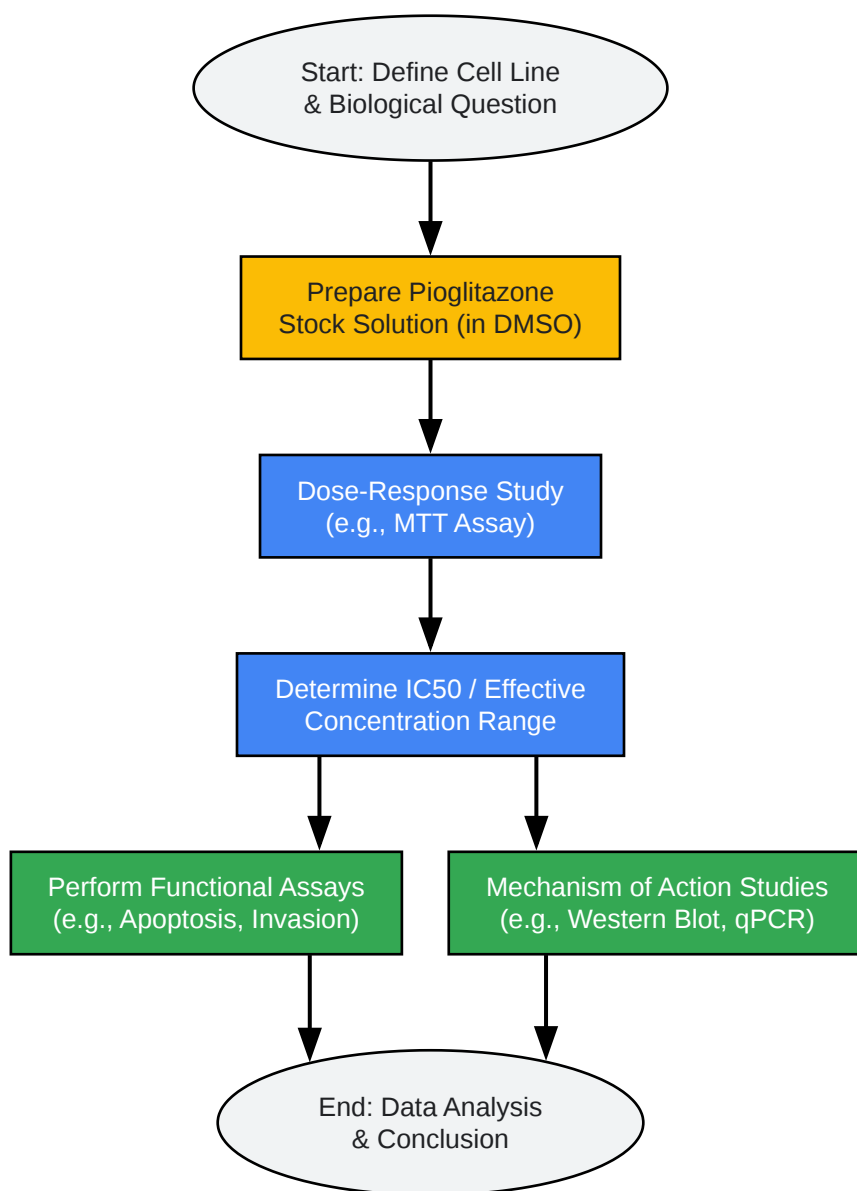 Start: Define Cell Line
& Biological Question
Prepare Pioglitazone
Stock Solution (in DMSO)
Dose-Response Study
(e.g., MTT Assay)
Determine IC50 / Effective
Concentration Range
Perform Functional Assays
(e.g., Apoptosis, Invasion)
Mechanism of Action Studies
(e.g., Western Blot, qPCR)
End: Data Analysis
& Conclusion